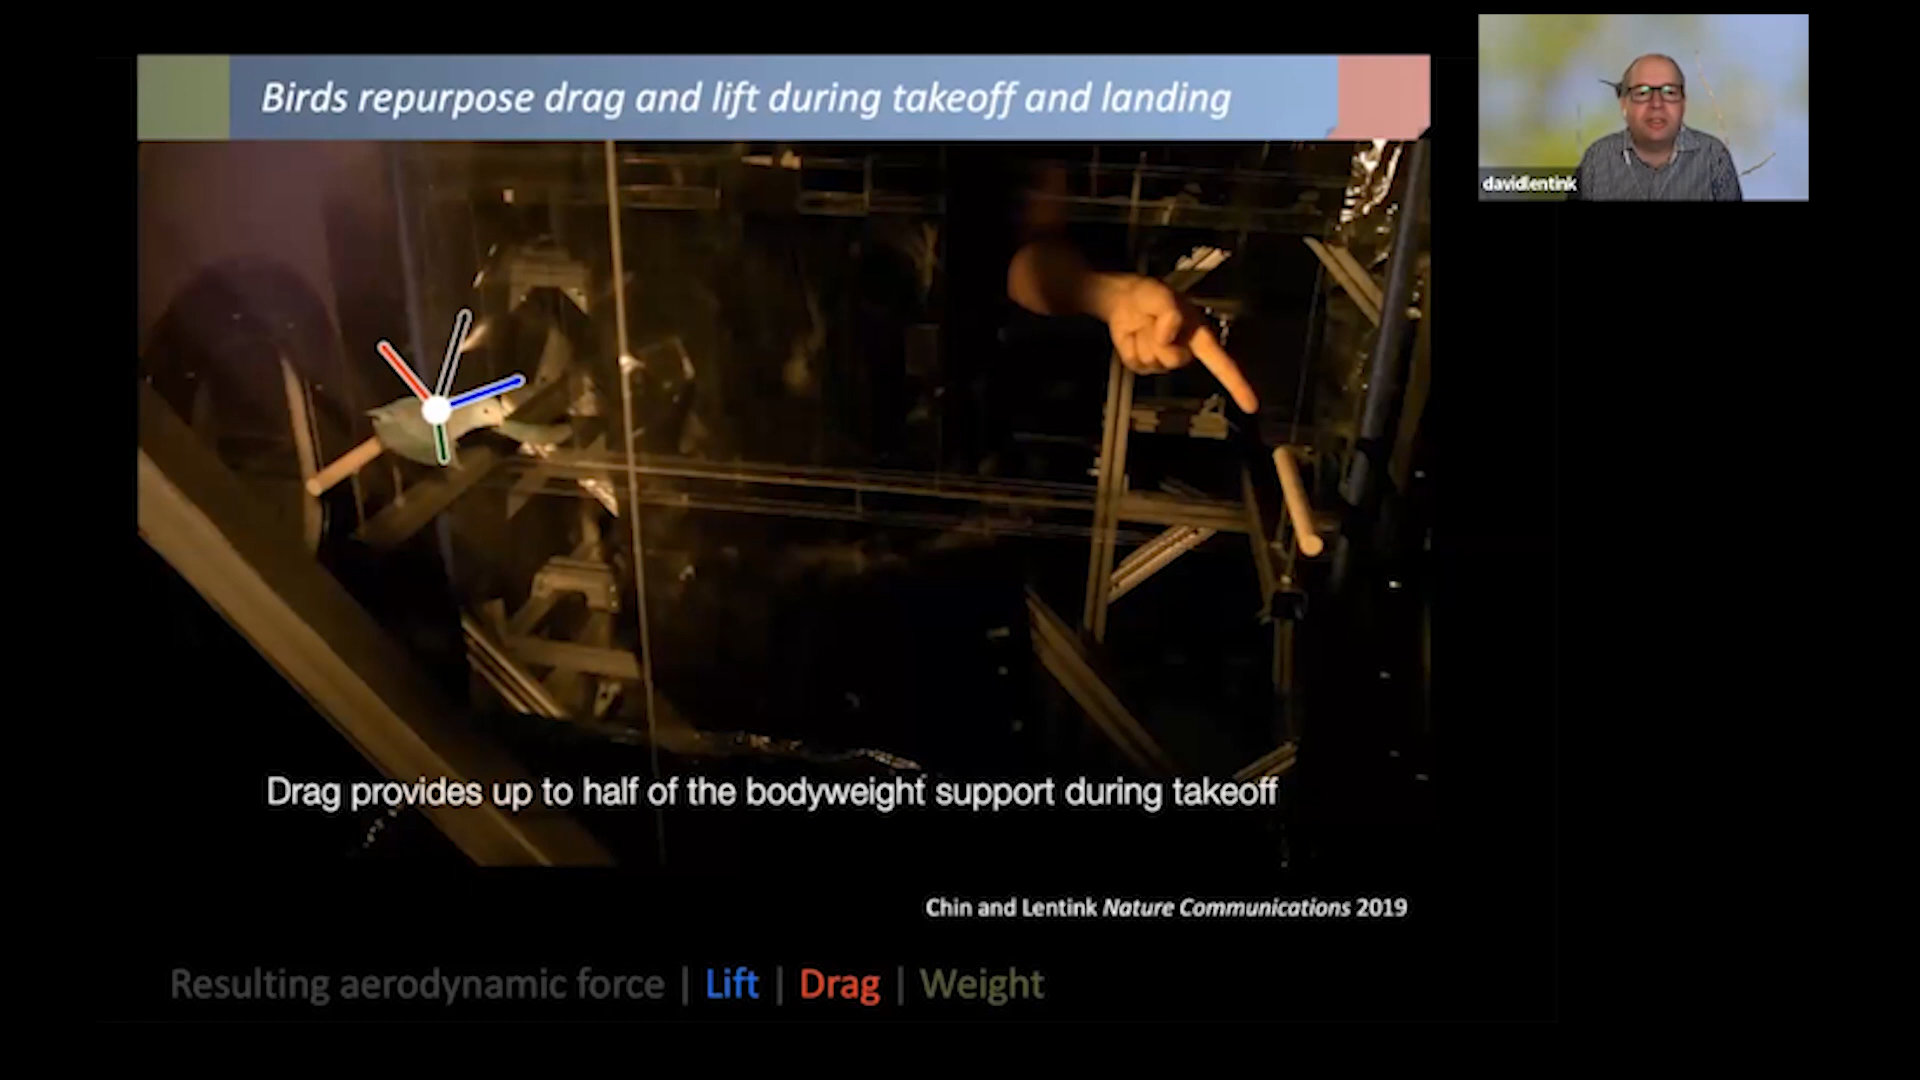 Birds repurpose drag and lift during takeoff and landing
davidlentink
Drag provides up to half of the bodyweight support during takeoff
Chin and Lentink Nature Communications 2019
Resulting aerodynamic force | Lift | Drag | Weight